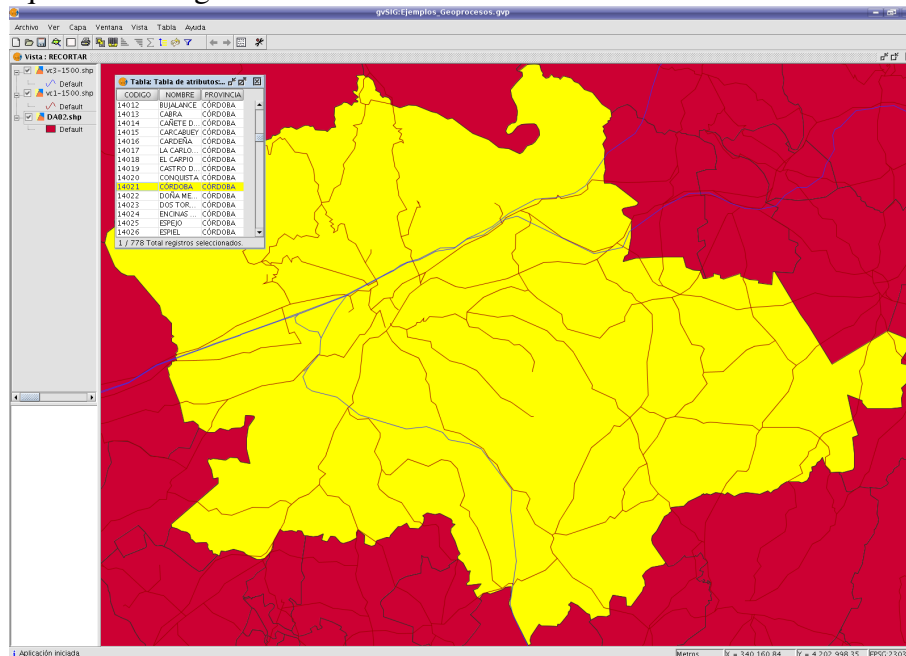 gvSIG:Ejemplos_Geoprocesos.gvp
Archivo Ver Capa Ventana Vista Tabla Ayuda
Vista : RECORTAR
vc3-1500.shp
Default
vc1-1500.shp
Default
DA02.shp
Default
Tabla: Tabla de atributos:...
CODIGO NOMBRE PROVINCIA
14012 BUJALANCE CÓRDOBA
14013 CABRA CÓRDOBA
14014 CAÑETE D... CÓRDOBA
14015 CARCABUEY CÓRDOBA
14016 CARDEÑA CÓRDOBA
14017 LA CARLO... CÓRDOBA
14018 EL CARPIO CÓRDOBA
14019 CASTRO D... CÓRDOBA
14020 CONQUISTA CÓRDOBA
14021 CÓRDOBA CÓRDOBA
14022 DOÑA ME... CÓRDOBA
14023 DOS TOR... CÓRDOBA
14024 ENCINAS ... CÓRDOBA
14025 ESPEJO CÓRDOBA
14026 ESPIEL CÓRDOBA
1 / 778 Total registros seleccionados.
Aplicación iniciada Metros X = 340.160,84 Y = 4.202.998,35 EPSG:2303